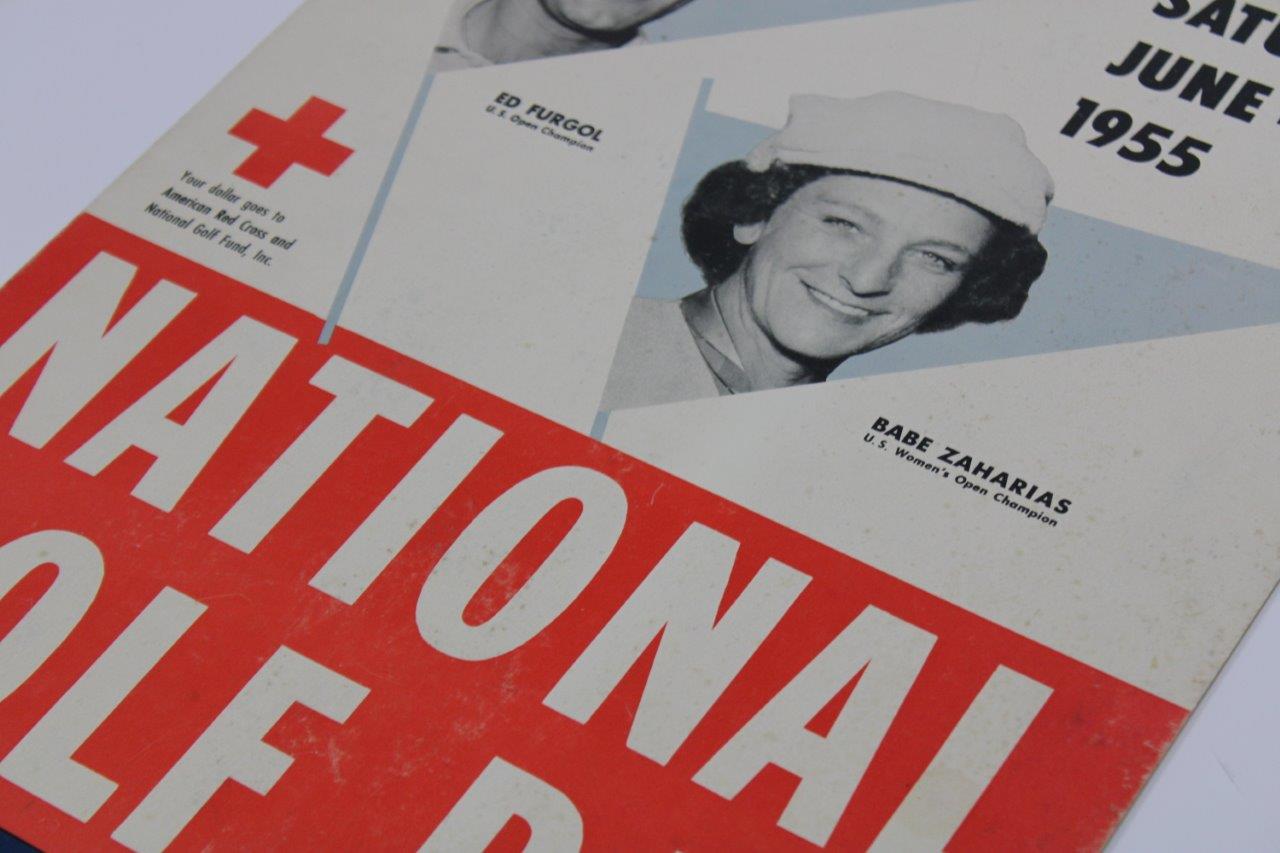 JUNE
1955
ED FURGOL
U.S. Open Champion
Your dollar goes to
American Red Cross and
National Golf Fund, Inc.
BABE ZAHARIAS
U.S. Women's Open Champion
NATIONAL
OLF